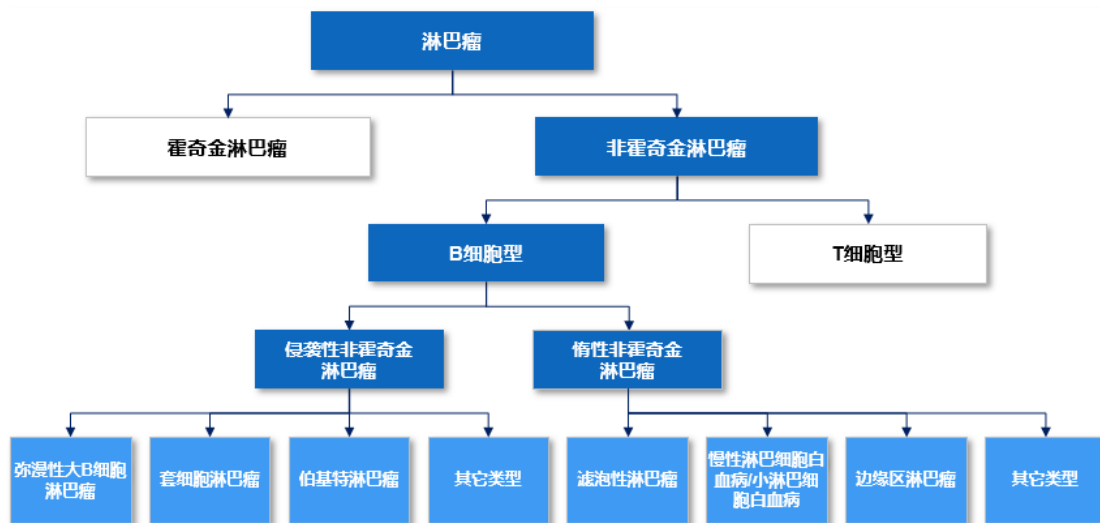 淋巴瘤
霍奇金淋巴瘤
非霍奇金淋巴瘤
B细胞型
T细胞型
侵袭性非霍奇金
淋巴瘤
惰性非霍奇金
淋巴瘤
弥漫性大B细胞
淋巴瘤
套细胞淋巴瘤
伯基特淋巴瘤
其它类型
滤泡性淋巴瘤
慢性淋巴细胞白
血病/小淋巴细
胞白血病
边缘区淋巴瘤
其它类型